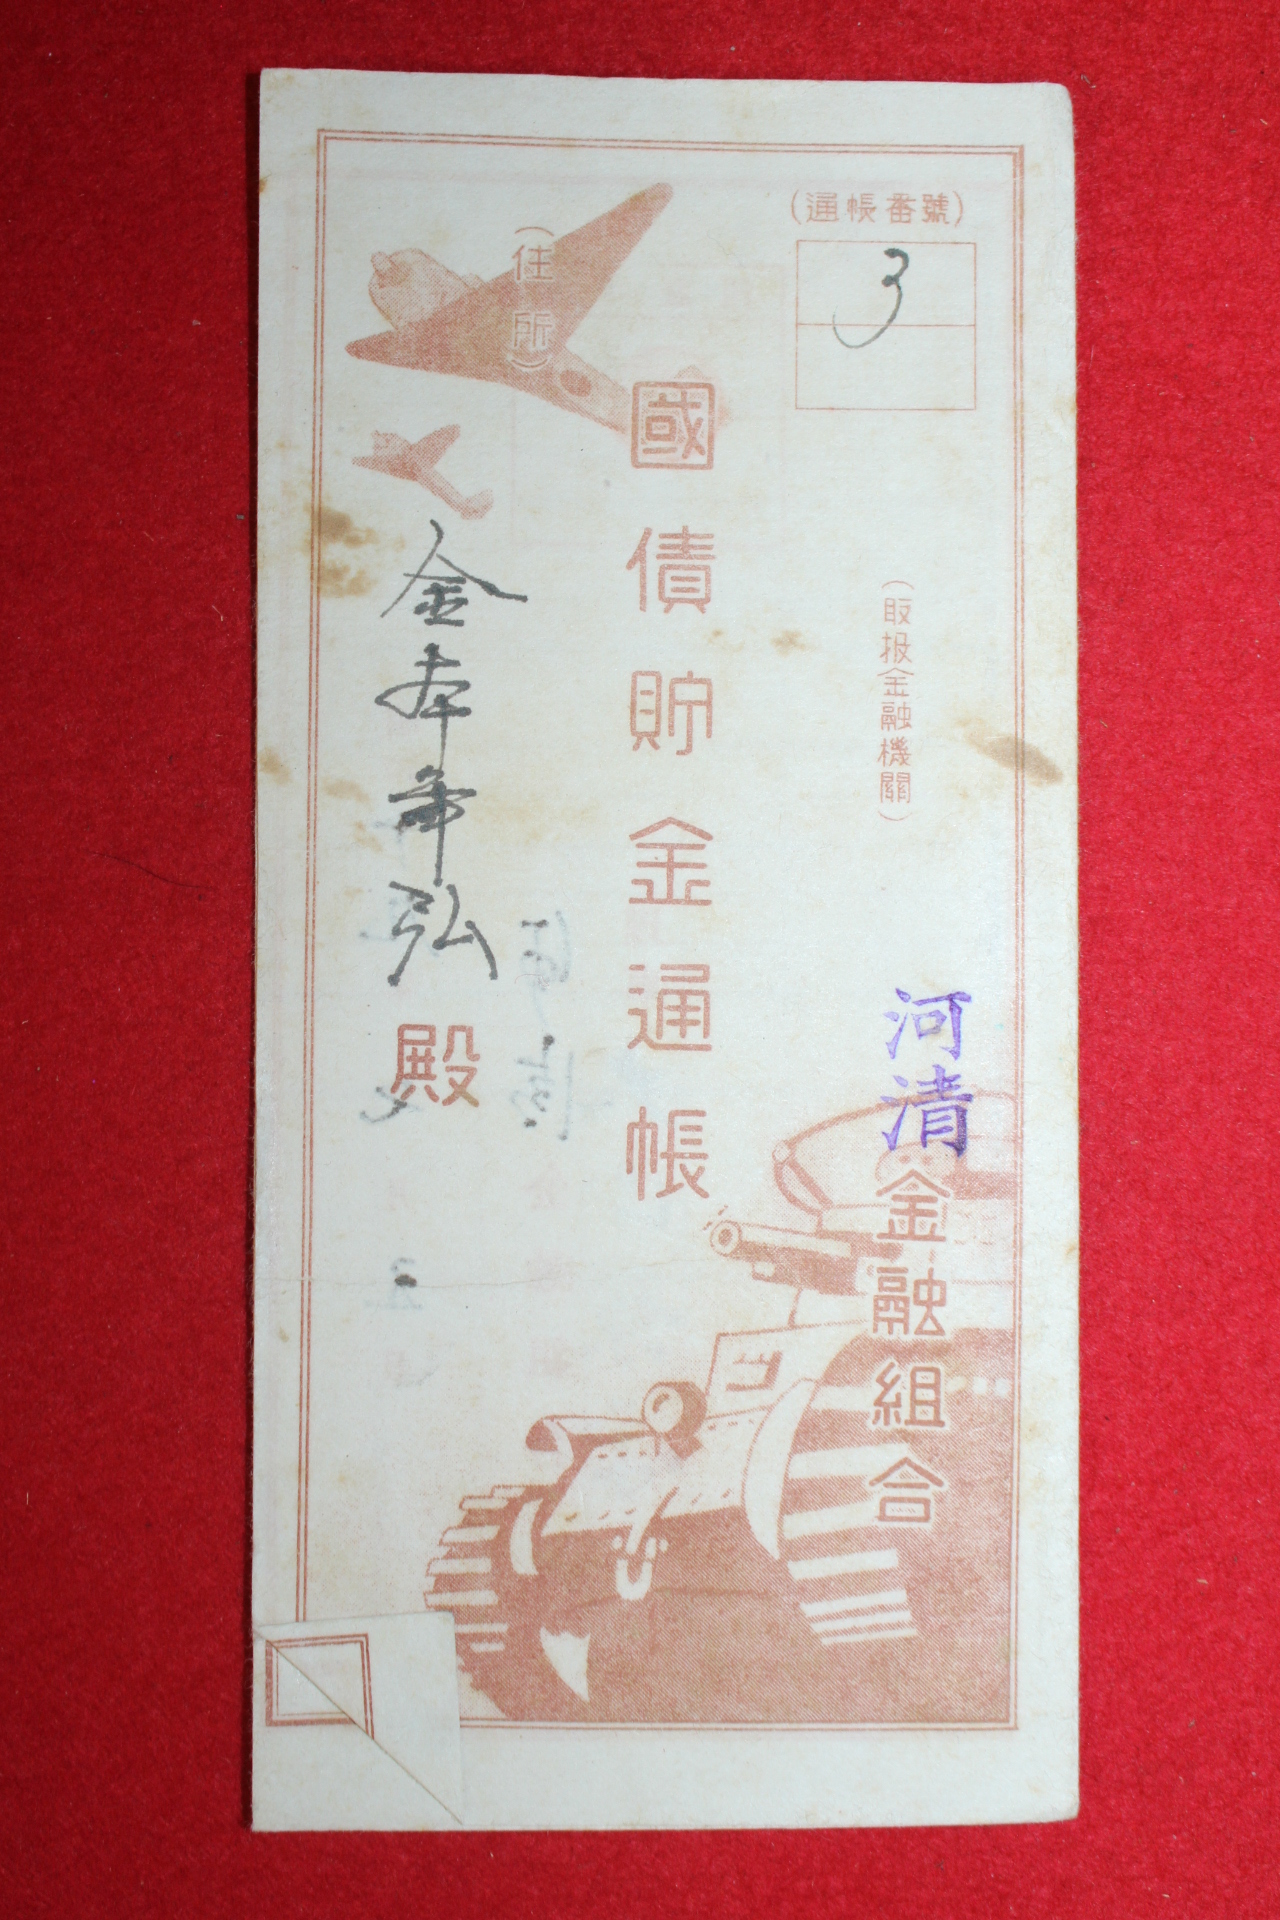 (通帳番號)
3
(取扱金融機關)
河清金融組合
國債貯金通帳
(住所)
金本年弘殿